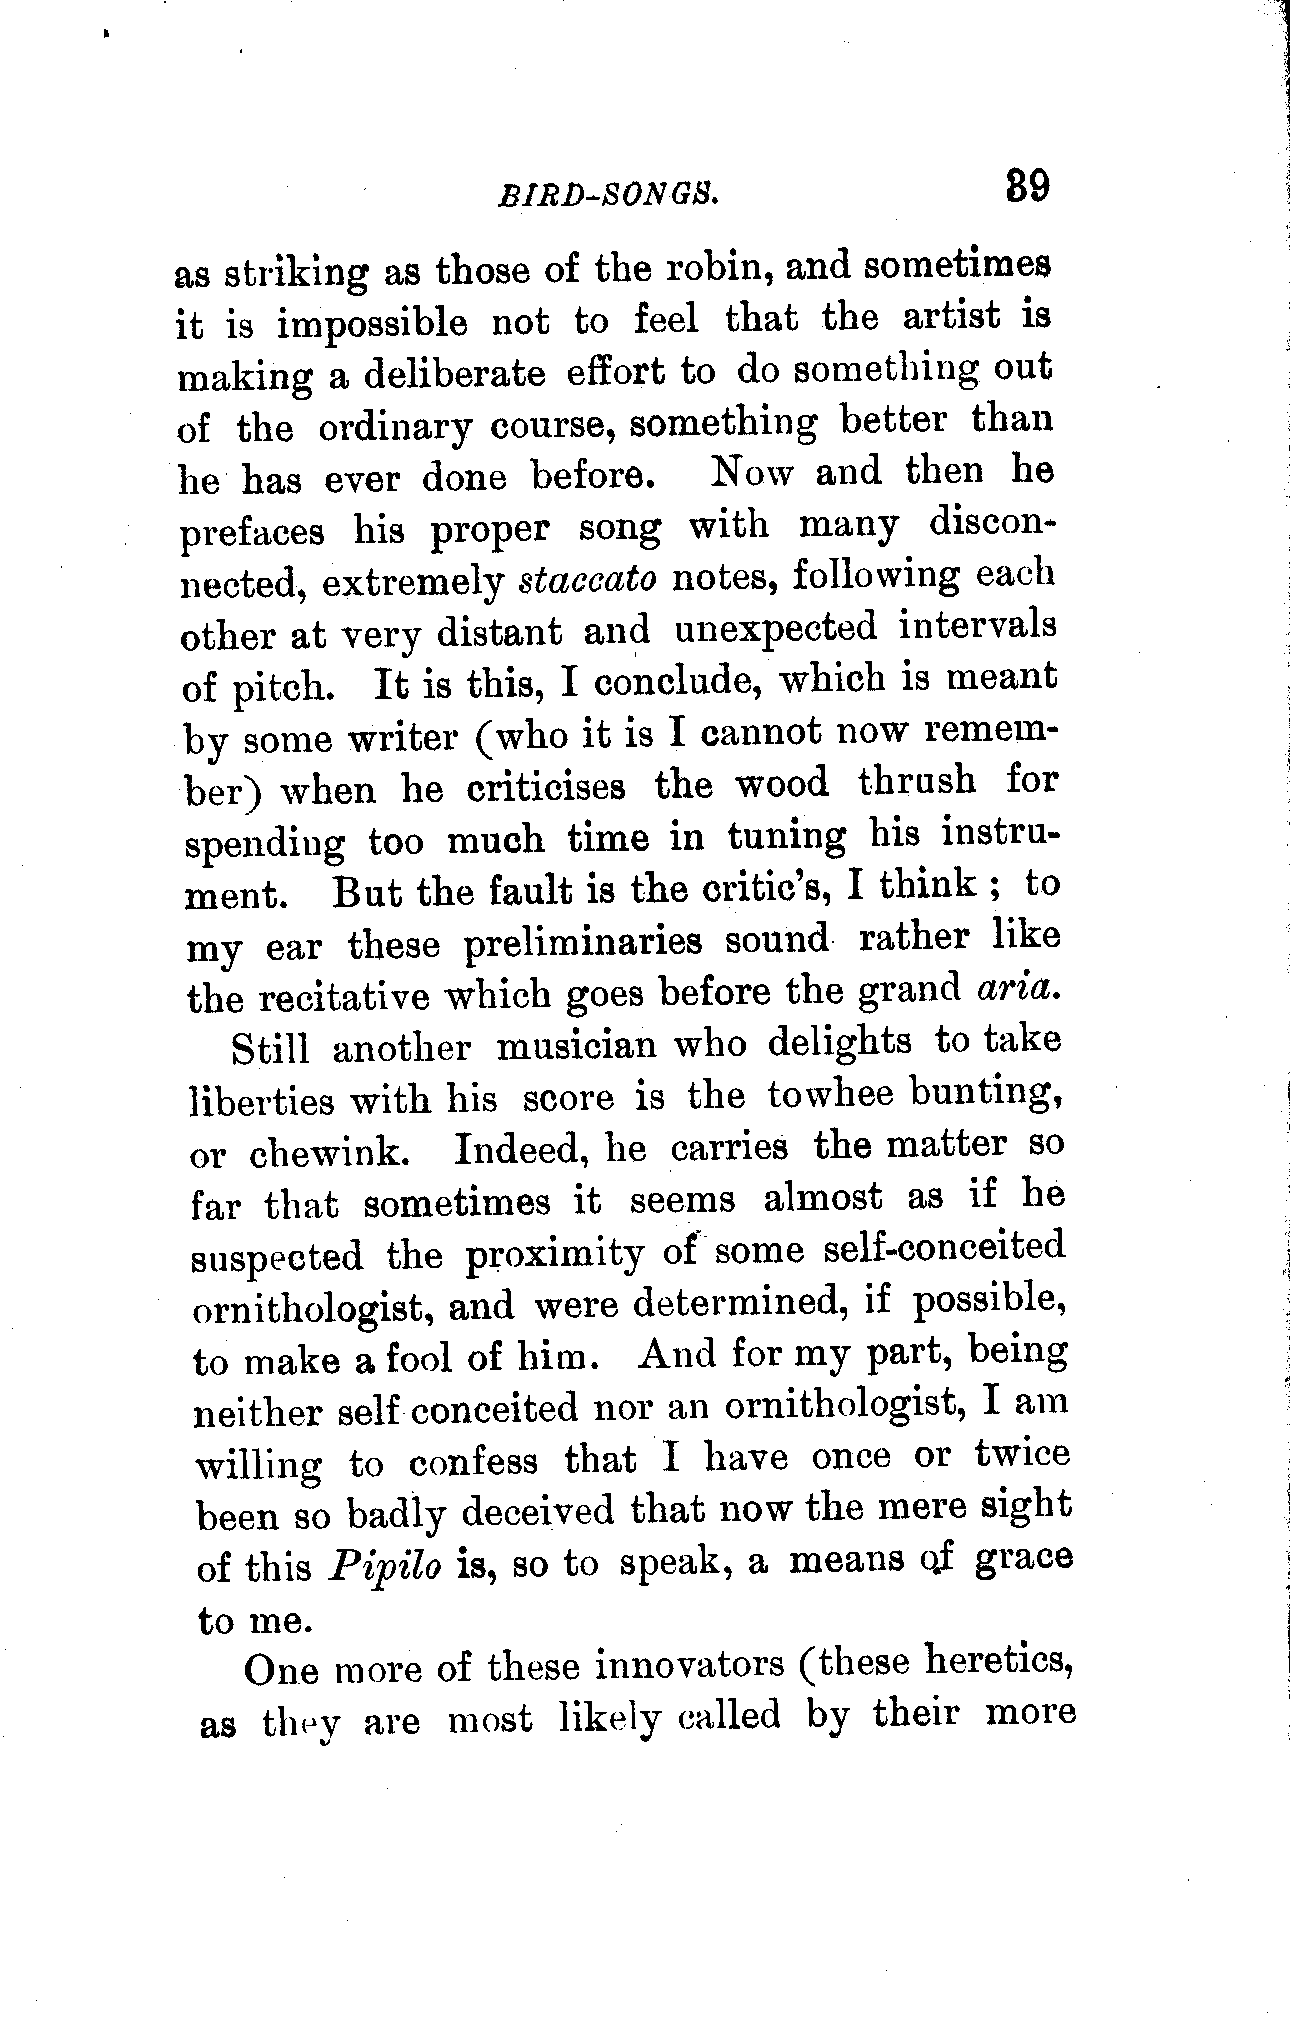 BIRD-SONGS. 39
as striking as those of the robin, and sometimes
it is impossible not to feel that the artist is
making a deliberate effort to do something out
of the ordinary course, something better than
he has ever done before. Now and then he
prefaces his proper song with many discon-
nected, extremely staccato notes, following each
other at very distant and unexpected intervals
of pitch. It is this, I conclude, which is meant
by some writer (who it is I cannot now remem-
ber) when he criticises the wood thrush for
spending too much time in tuning his instru-
ment. But the fault is the critic's, I think ; to
my ear these preliminaries sound rather like
the recitative which goes before the grand aria.
Still another musician who delights to take
liberties with his score is the towhee bunting,
or chewink. Indeed, he carries the matter so
far that sometimes it seems almost as if he
suspected the proximity of some self-conceited
ornithologist, and were determined, if possible,
to make a fool of him. And for my part, being
neither self conceited nor an ornithologist, I am
willing to confess that I have once or twice
been so badly deceived that now the mere sight
of this Pipilo is, so to speak, a means of grace
to me.
One more of these innovators (these heretics,
as they are most likely called by their more